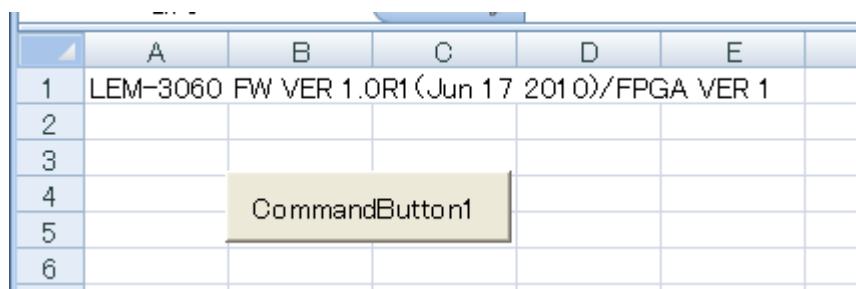 A B C D E
1 LEM-3060 FW VER 1.0R1(Jun 17 2010)/FPGA VER 1
2
3
4
CommandButton1
5
6